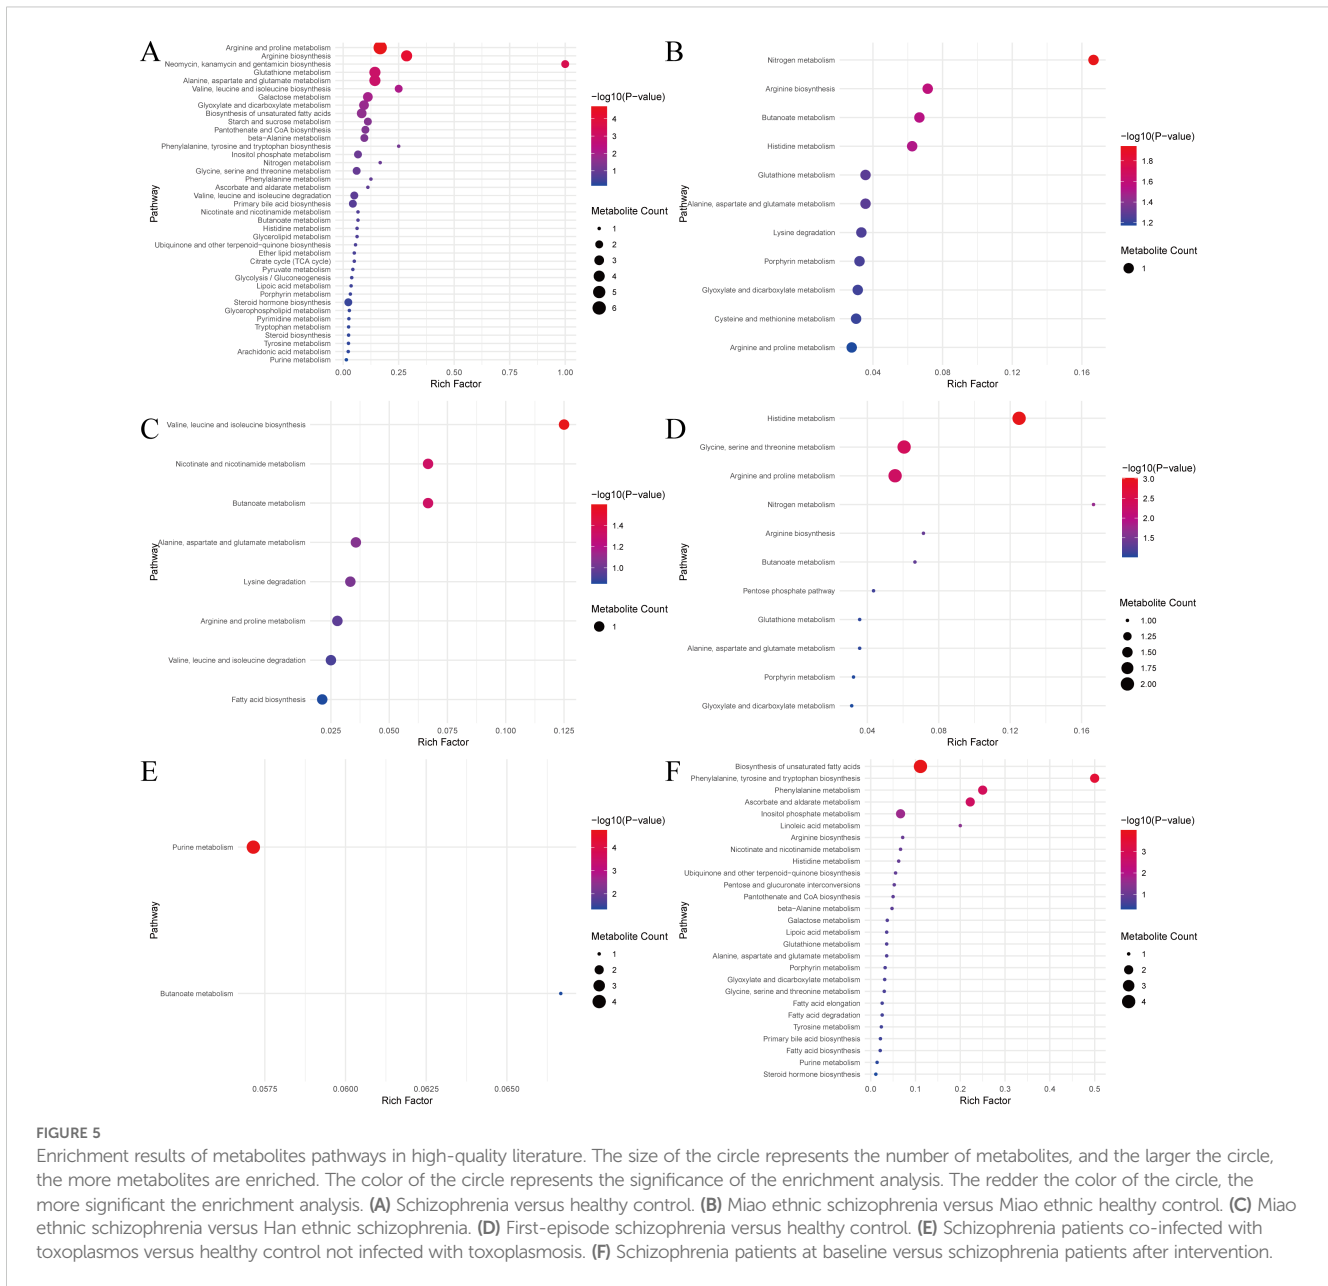 A
Arginine and proline metabolism
Arginine biosynthesis
Neomycin, kanamycin and gentamicin biosynthesis
Glutathione metabolism
Alanine, aspartate and glutamate metabolism
Valine, leucine and isoleucine biosynthesis
Galactose metabolism
Glyoxylate and dicarboxylate metabolism
Biosynthesis of unsaturated fatty acids
Starch and sucrose metabolism
Pantothenate and CoA biosynthesis
beta−Alanine metabolism
Phenylalanine, tyrosine and tryptophan biosynthesis
Inositol phosphate metabolism
Nitrogen metabolism
Glycine, serine and threonine metabolism
Phenylalanine metabolism
Ascorbate and aldarate metabolism
Valine, leucine and isoleucine degradation
Primary bile acid biosynthesis
Nicotinate and nicotinamide metabolism
Butanoate metabolism
Histidine metabolism
Glycerolipid metabolism
Ubiquinone and other terpenoid−quinone biosynthesis
Ether lipid metabolism
Citrate cycle (TCA cycle)
Pyruvate metabolism
Glycolysis / Gluconeogenesis
Lipoic acid metabolism
Porphyrin metabolism
Steroid hormone biosynthesis
Glycerophospholipid metabolism
Pyrimidine metabolism
Tryptophan metabolism
Steroid biosynthesis
Tyrosine metabolism
Arachidonic acid metabolism
Purine metabolism
Pathway
0.00 0.25 0.50 0.75 1.00
Rich Factor
−log10(P−value)
4
3
2
1
Metabolite Count
1
2
3
4
5
6
B
Nitrogen metabolism
Arginine biosynthesis
Butanoate metabolism
Histidine metabolism
Glutathione metabolism
Alanine, aspartate and glutamate metabolism
Lysine degradation
Porphyrin metabolism
Glyoxylate and dicarboxylate metabolism
Cysteine and methionine metabolism
Arginine and proline metabolism
Pathway
0.04 0.08 0.12 0.16
Rich Factor
−log10(P−value)
1.8
1.6
1.4
1.2
Metabolite Count
1
C
Valine, leucine and isoleucine biosynthesis
Nicotinate and nicotinamide metabolism
Butanoate metabolism
Alanine, aspartate and glutamate metabolism
Lysine degradation
Arginine and proline metabolism
Valine, leucine and isoleucine degradation
Fatty acid biosynthesis
Pathway
0.025 0.050 0.075 0.100 0.125
Rich Factor
−log10(P−value)
1.4
1.2
1.0
Metabolite Count
1
D
Histidine metabolism
Glycine, serine and threonine metabolism
Arginine and proline metabolism
Nitrogen metabolism
Arginine biosynthesis
Butanoate metabolism
Pentose phosphate pathway
Glutathione metabolism
Alanine, aspartate and glutamate metabolism
Porphyrin metabolism
Glyoxylate and dicarboxylate metabolism
Pathway
0.04 0.08 0.12 0.16
Rich Factor
−log10(P−value)
3.0
2.5
2.0
1.5
Metabolite Count
1.00
1.25
1.50
1.75
2.00
E
Purine metabolism
Butanoate metabolism
Pathway
0.0575 0.0600 0.0625 0.0650
Rich Factor
−log10(P−value)
4
3
2
Metabolite Count
1
2
3
4
F
Biosynthesis of unsaturated fatty acids
Phenylalanine, tyrosine and tryptophan biosynthesis
Phenylalanine metabolism
Ascorbate and aldarate metabolism
Inositol phosphate metabolism
Linoleic acid metabolism
Arginine biosynthesis
Nicotinate and nicotinamide metabolism
Histidine metabolism
Ubiquinone and other terpenoid−quinone biosynthesis
Pentose and glucuronate interconversions
Pantothenate and CoA biosynthesis
beta−Alanine metabolism
Galactose metabolism
Lipoic acid metabolism
Glutathione metabolism
Alanine, aspartate and glutamate metabolism
Porphyrin metabolism
Glyoxylate and dicarboxylate metabolism
Glycine, serine and threonine metabolism
Fatty acid elongation
Fatty acid degradation
Tyrosine metabolism
Primary bile acid biosynthesis
Fatty acid biosynthesis
Purine metabolism
Steroid hormone biosynthesis
Pathway
0.0 0.1 0.2 0.3 0.4 0.5
Rich Factor
−log10(P−value)
3
2
1
Metabolite Count
1
2
3
4
FIGURE 5
Enrichment results of metabolites pathways in high-quality literature. The size of the circle represents the number of metabolites, and the larger the circle,
the more metabolites are enriched. The color of the circle represents the significance of the enrichment analysis. The redder the color of the circle, the
more significant the enrichment analysis. (A) Schizophrenia versus healthy control. (B) Miao ethnic schizophrenia versus Miao ethnic healthy control. (C) Miao
ethnic schizophrenia versus Han ethnic schizophrenia. (D) First-episode schizophrenia versus healthy control. (E) Schizophrenia patients co-infected with
toxoplasmos versus healthy control not infected with toxoplasmosis. (F) Schizophrenia patients at baseline versus schizophrenia patients after intervention.